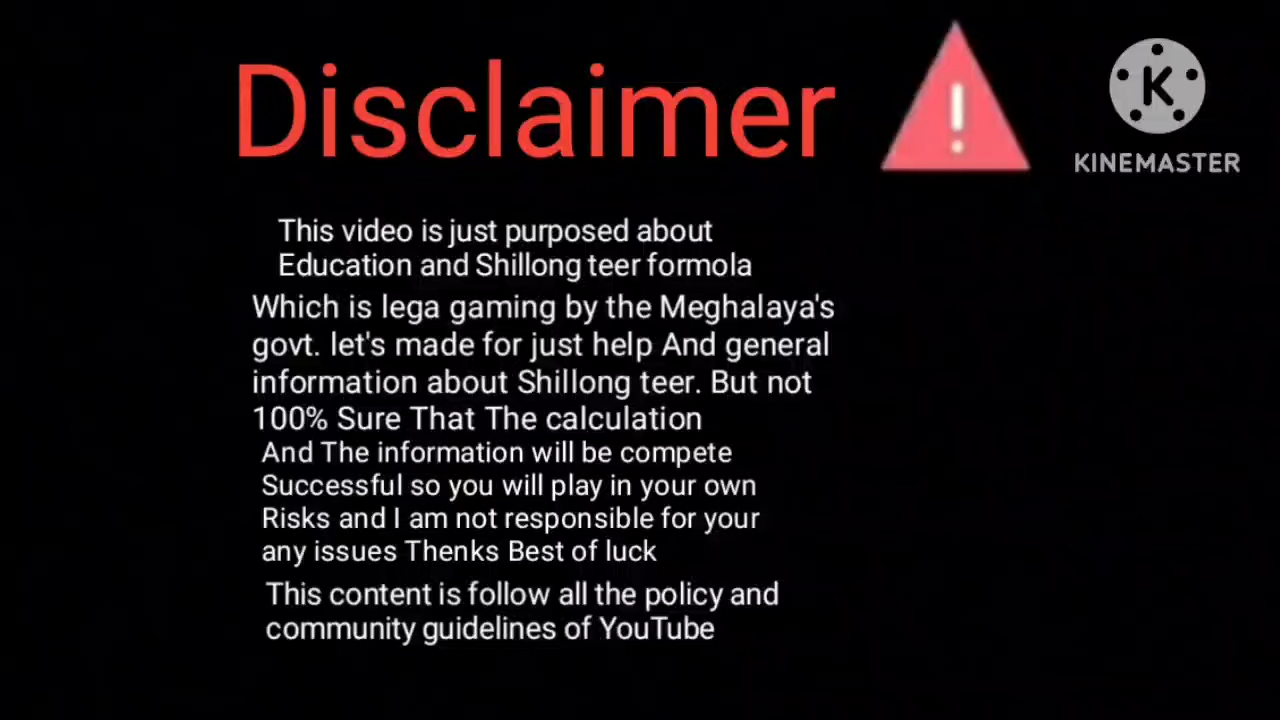 Disclaimer
K
KINEMASTER
This video is just purposed about
Education and Shillong teer formola
Which is lega gaming by the Meghalaya's
govt. let's made for just help And general
information about Shillong teer. But not
100% Sure That The calculation
And The information will be compete
Successful so you will play in your own
Risks and I am not responsible for your
any issues Thenks Best of luck
This content is follow all the policy and
community guidelines of YouTube